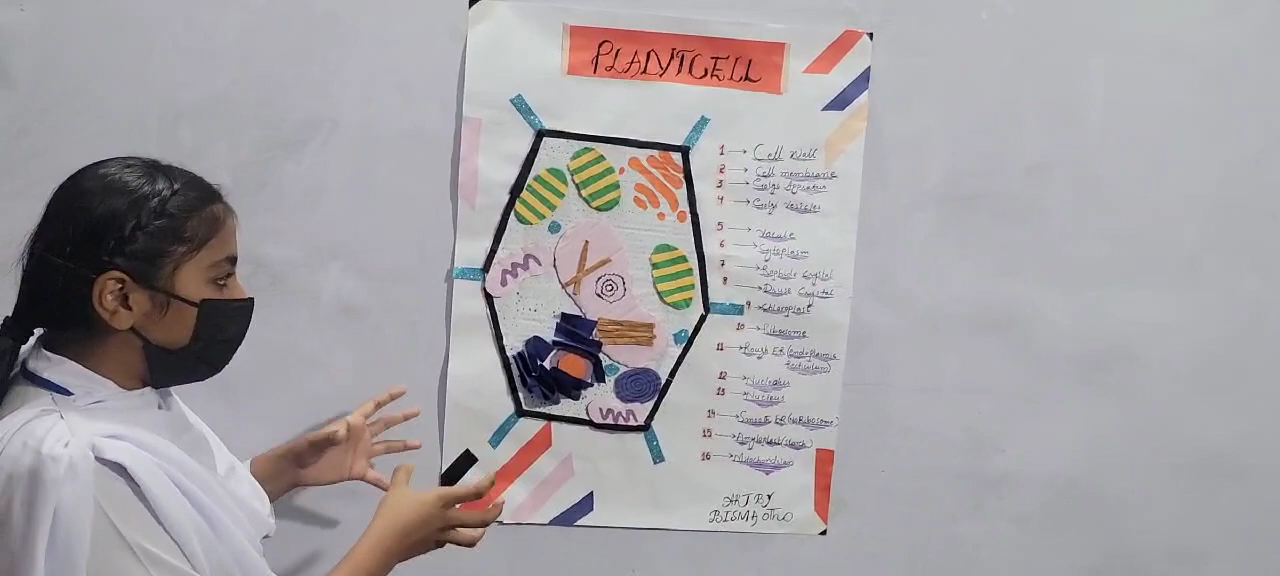 PLANTCELL
1 → Cell wall
2 → Cell membrane
3 → Golgi Apparatus
4 → Golgi vesicles
5 → Vacule
6 → Cytoplasm
7 → Raphide Crystal
8 → Druse Crystal
9 → Chloroplast
10 → Ribosome
11 → Rough ER (Endoplasmic
Reticulum)
12 → Nucleolus
13 → Nucleus
14 → Smooth ER (No Ribosome)
15 → Amyloplast (starch)
16 → Mitochondrian
ART BY
BISMA